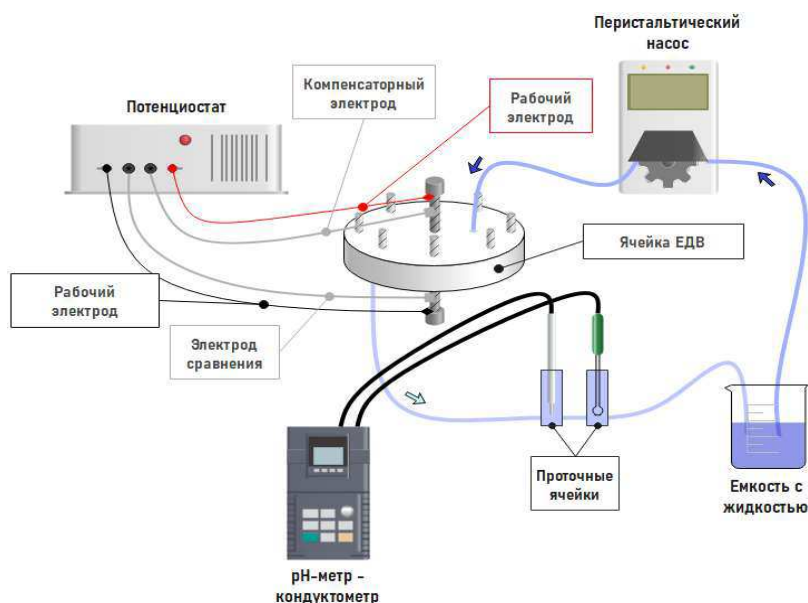 Перистальтический
насос
Компенсаторный
электрод
Рабочий
электрод
Потенциостат
Ячейка ЕДВ
Рабочий
электрод
Электрод
сравнения
Проточные
ячейки
Емкость с
жидкостью
рН-метр -
кондуктометр